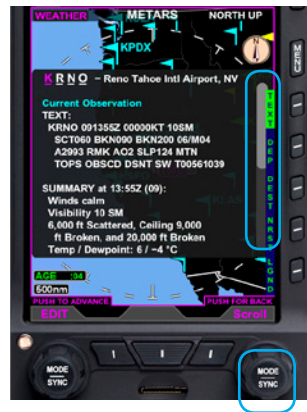 WEATHER METARS NORTH UP
KPDX
MENU
KRNO – Reno Tahoe Intl Airport, NV
Current Observation
TEXT:
KRNO 001355Z 00000KT 10SM
SCT060 BKN090 BKN200 06/M04
A2993 RMK AO2 SLP124 MTN
TOPS OBSCD DSNT SW T00561039
SUMMARY at 13:55Z (09):
Winds calm
Visibility 10 SM
6,000 ft Scattered, Ceiling 9,000
ft Broken, and 20,000 ft Broken
Temp / Dewpoint: 6 / −4 °C
TEXT
DEP
DEST
NRST
LGND
KLAS
AGE :04
500nm
PUSH TO ADVANCE PUSH FOR BACK
EDIT Scroll
MODE
SYNC
MODE
SYNC